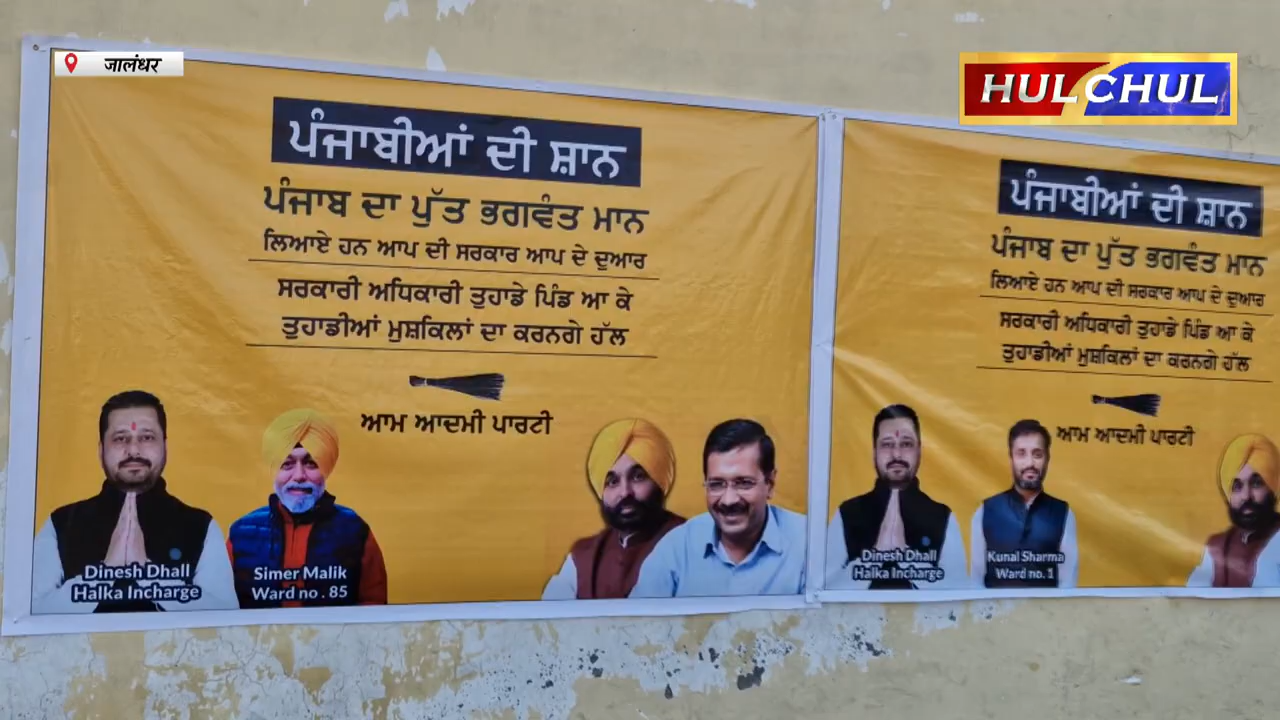 जालंधर
HULCHUL
ਪੰਜਾਬੀਆਂ ਦੀ ਸ਼ਾਨ
ਪੰਜਾਬ ਦਾ ਪੁੱਤ ਭਗਵੰਤ ਮਾਨ
ਲਿਆਏ ਹਨ ਆਪ ਦੀ ਸਰਕਾਰ ਆਪ ਦੇ ਦੁਆਰ
ਸਰਕਾਰੀ ਅਧਿਕਾਰੀ ਤੁਹਾਡੇ ਪਿੰਡ ਆ ਕੇ
ਤੁਹਾਡੀਆਂ ਮੁਸ਼ਕਿਲਾਂ ਦਾ ਕਰਨਗੇ ਹੱਲ
ਆਮ ਆਦਮੀ ਪਾਰਟੀ
Dinesh Dhall
Halka Incharge
Simer Malik
Ward no . 85
ਪੰਜਾਬੀਆਂ ਦੀ ਸ਼ਾਨ
ਪੰਜਾਬ ਦਾ ਪੁੱਤ ਭਗਵੰਤ ਮਾਨ
ਲਿਆਏ ਹਨ ਆਪ ਦੀ ਸਰਕਾਰ ਆਪ ਦੇ ਦੁਆਰ
ਸਰਕਾਰੀ ਅਧਿਕਾਰੀ ਤੁਹਾਡੇ ਪਿੰਡ ਆ ਕੇ
ਤੁਹਾਡੀਆਂ ਮੁਸ਼ਕਿਲਾਂ ਦਾ ਕਰਨਗੇ ਹੱਲ
ਆਮ ਆਦਮੀ ਪਾਰਟੀ
Dinesh Dhall
Halka Incharge
Kunal Sharma
Ward no. 1